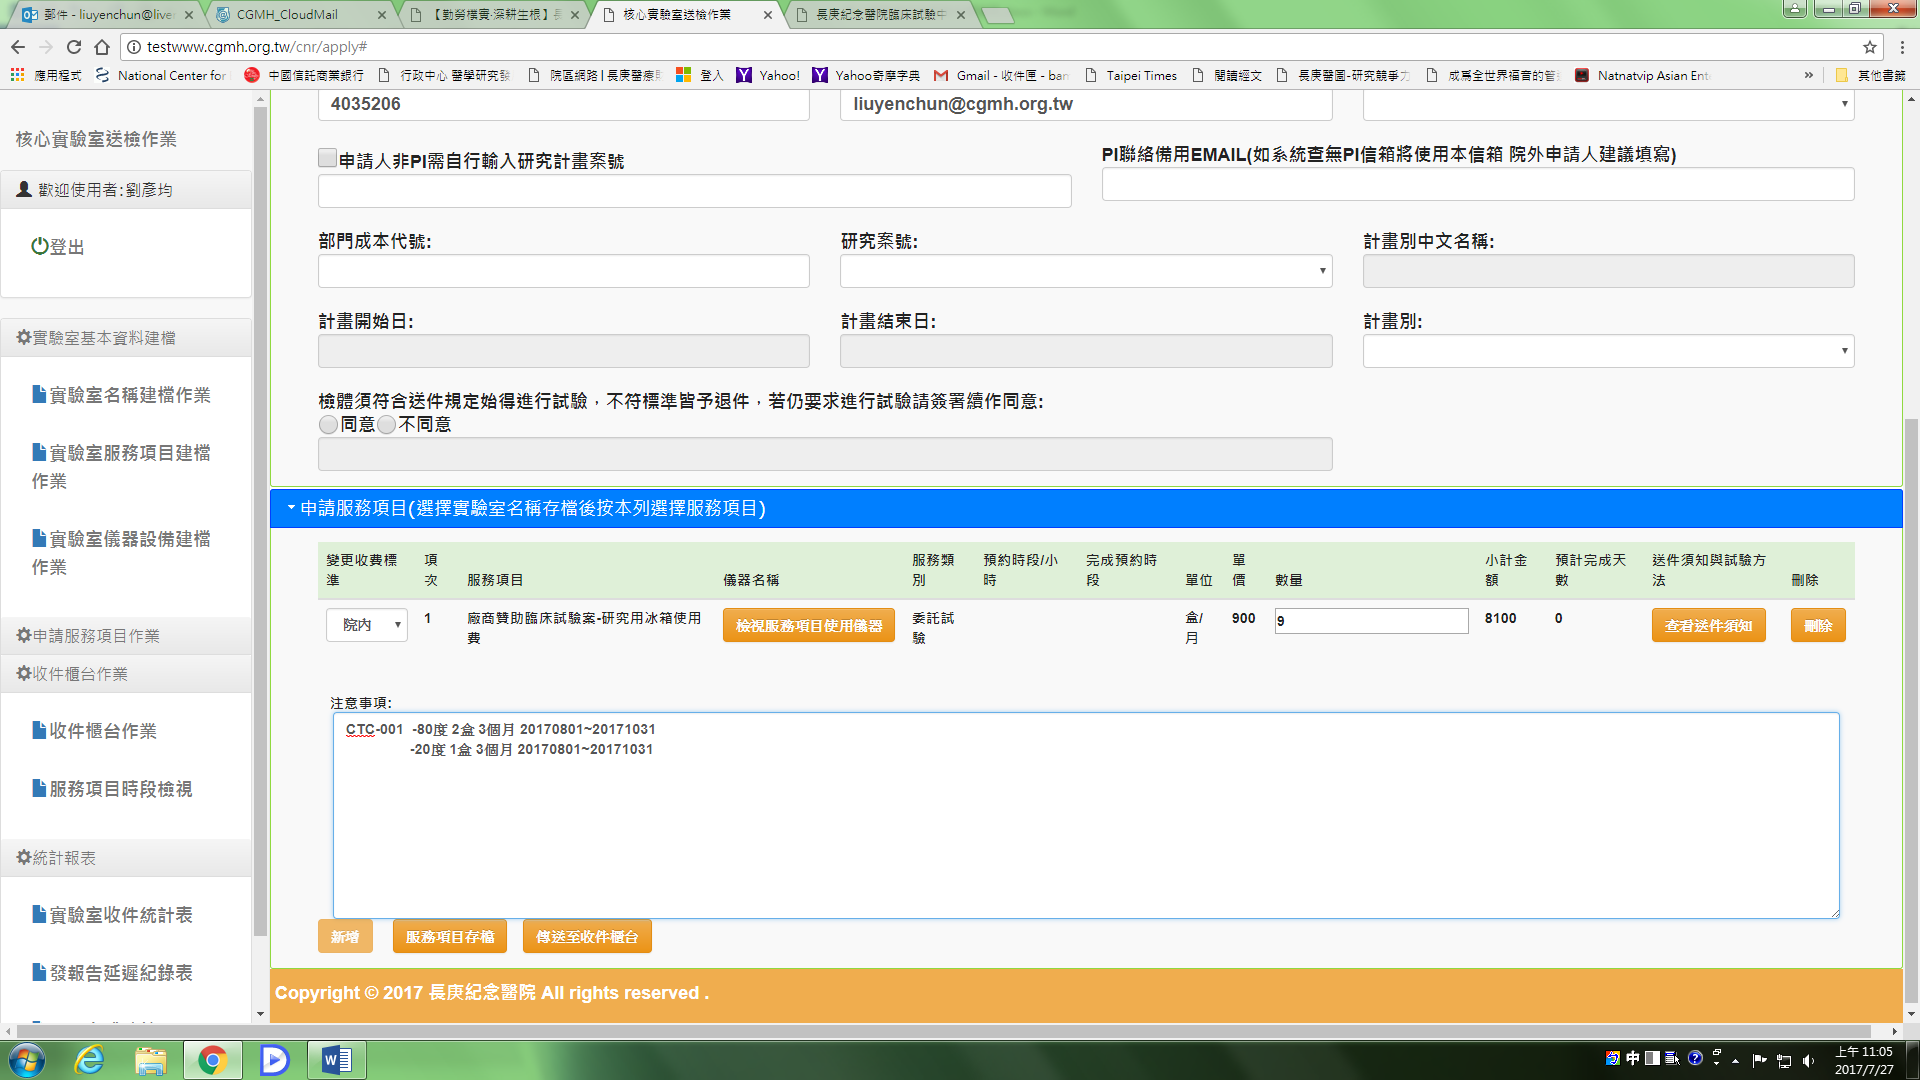 郵件 - liuyenchun@live
CGMH_CloudMail
【勤勞樸實·深耕生根】長
核心實驗室送檢作業
長庚紀念醫院臨床試驗中
testwww.cgmh.org.tw/cnr/apply#
應用程式
National Center for
中國信託商業銀行
行政中心 醫學研究發
院區網路 | 長庚醫療
登入
Yahoo!
Yahoo奇摩字典
Gmail - 收件匣 - ban
Taipei Times
閱讀經文
長庚醫圖-研究競爭力
成為全世界福音的管
Natnatvip Asian Ent
»
其他書籤
核心實驗室送檢作業
歡迎使用者:劉彥均
登出
實驗室基本資料建檔
實驗室名稱建檔作業
實驗室服務項目建檔
作業
實驗室儀器設備建檔
作業
申請服務項目作業
收件櫃台作業
收件櫃台作業
服務項目時段檢視
統計報表
實驗室收件統計表
發報告延遲紀錄表
4035206
liuyenchun@cgmh.org.tw
申請人非PI需自行輸入研究計畫案號
PI聯絡備用EMAIL(如系統查無PI信箱將使用本信箱 院外申請人建議填寫)
部門成本代號:
研究案號:
計畫別中文名稱:
計畫開始日:
計畫結束日:
計畫別:
檢體須符合送件規定始得進行試驗，不符標準皆予退件，若仍要求進行試驗請簽署續作同意:
同意 不同意
申請服務項目(選擇實驗室名稱存檔後按本列選擇服務項目)
變更收費標準
項次
服務項目
儀器名稱
服務類別
預約時段/小時
完成預約時段
單位
單價
數量
小計金額
預計完成天數
送件須知與試驗方法
刪除
院內
1
廠商贊助臨床試驗案-研究用冰箱使用費
檢視服務項目使用儀器
委託試驗
盒/月
900
9
8100
0
查看送件須知
刪除
注意事項:
CTC-001 -80度 2盒 3個月 20170801~20171031
-20度 1盒 3個月 20170801~20171031
新增
服務項目存檔
傳送至收件櫃台
Copyright © 2017 長庚紀念醫院 All rights reserved .
中
上午 11:05
2017/7/27